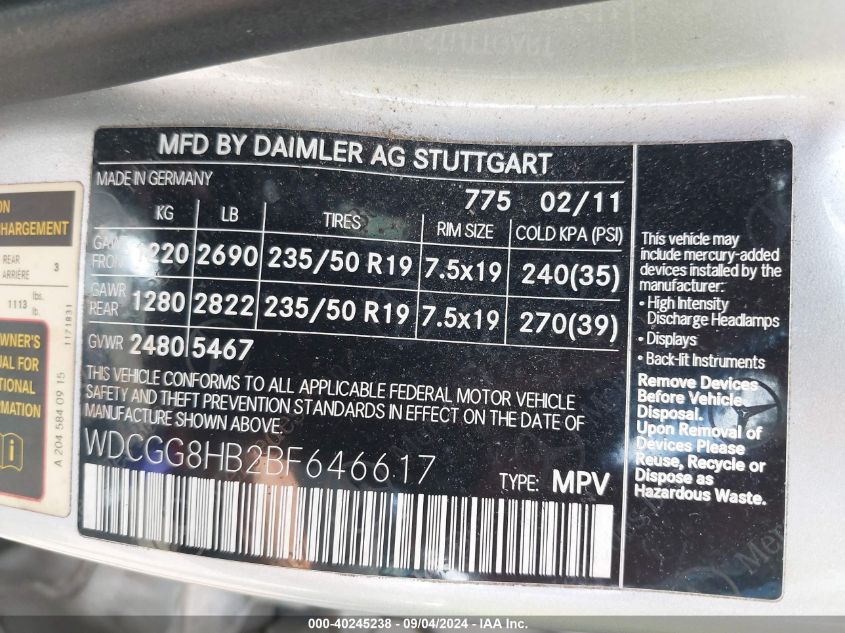 MFD BY DAIMLER AG STUTTGART
MADE IN GERMANY
775 02/11
KG LB TIRES RIM SIZE COLD KPA (PSI)
GAWR FRONT 1220 2690 235/50 R19 7.5x19 240(35)
GAWR REAR 1280 2822 235/50 R19 7.5x19 270(39)
GVWR 2480 5467
THIS VEHICLE CONFORMS TO ALL APPLICABLE FEDERAL MOTOR VEHICLE
SAFETY AND THEFT PREVENTION STANDARDS IN EFFECT ON THE DATE OF
MANUFACTURE SHOWN ABOVE.
WDCGG8HB2BF646617
TYPE: MPV
This vehicle may
include mercury-added
devices installed by the
manufacturer:
• High Intensity
Discharge Headlamps
• Displays
• Back-lit Instruments
Remove Devices
Before Vehicle
Disposal.
Upon Removal of
Devices Please
Reuse, Recycle or
Dispose as
Hazardous Waste.
ON
CHARGEMENT
REAR
ARRIÈRE
3
1113 lbs.
lb.
1171831
OWNER'S
UAL FOR
TIONAL
RMATION
A 204 584 09 15
000-40245238 - 09/04/2024 - IAA Inc.